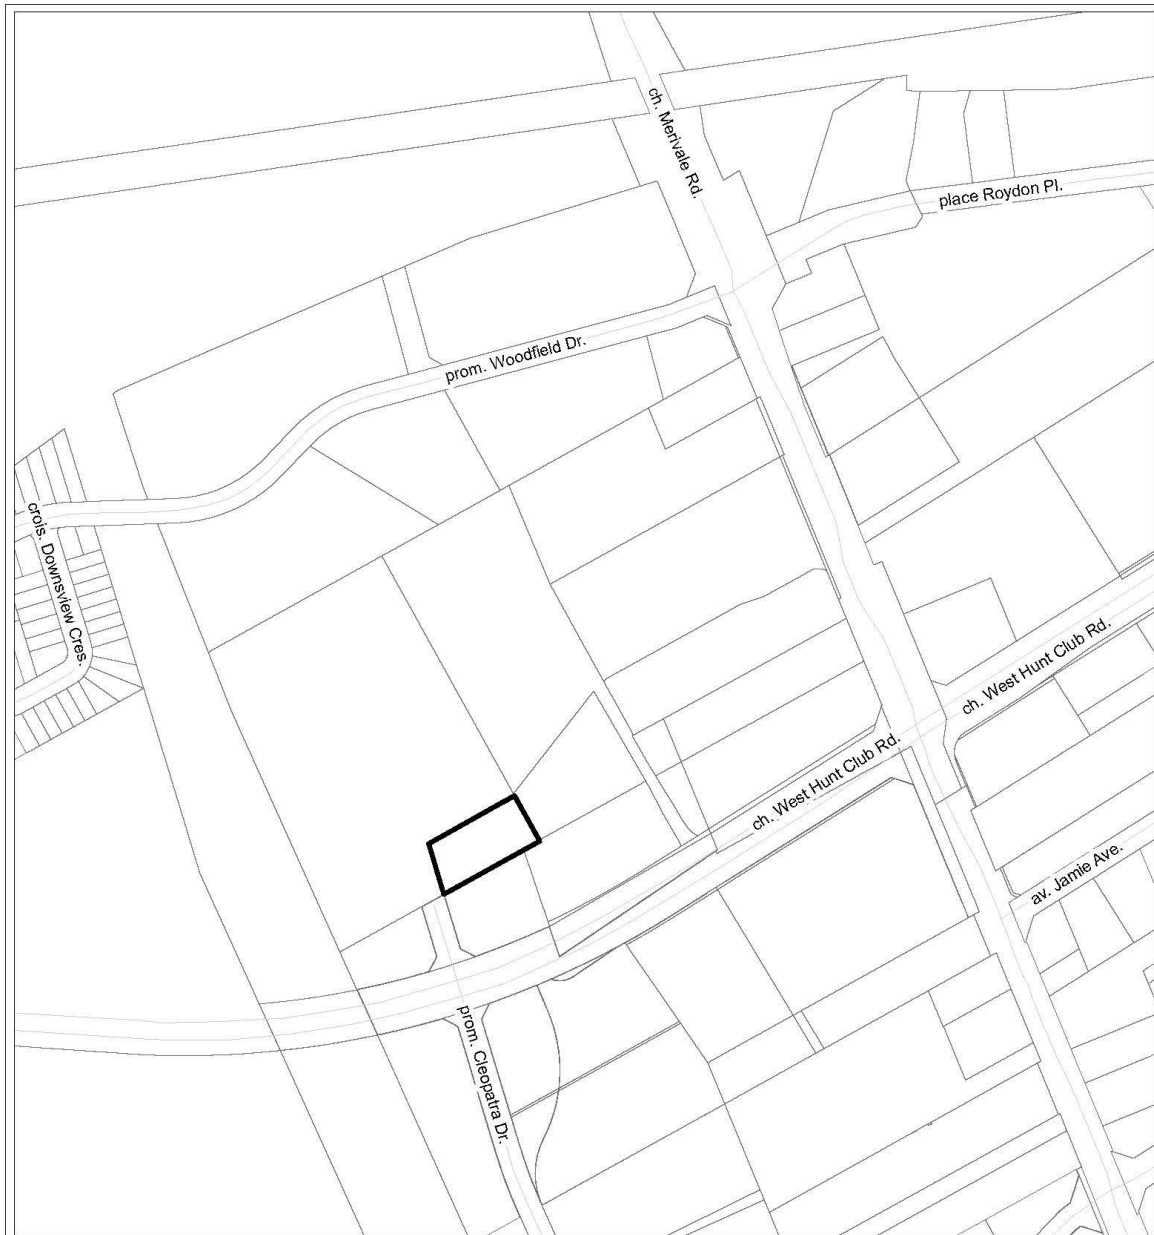 ch. Merivale Rd.
place Roydon Pl.
prom. Woodfield Dr.
crois. Downsview Cres.
ch. West Hunt Club Rd.
ch. West Hunt Club Rd.
av. Jamie Ave.
prom. Cleopatra Dr.